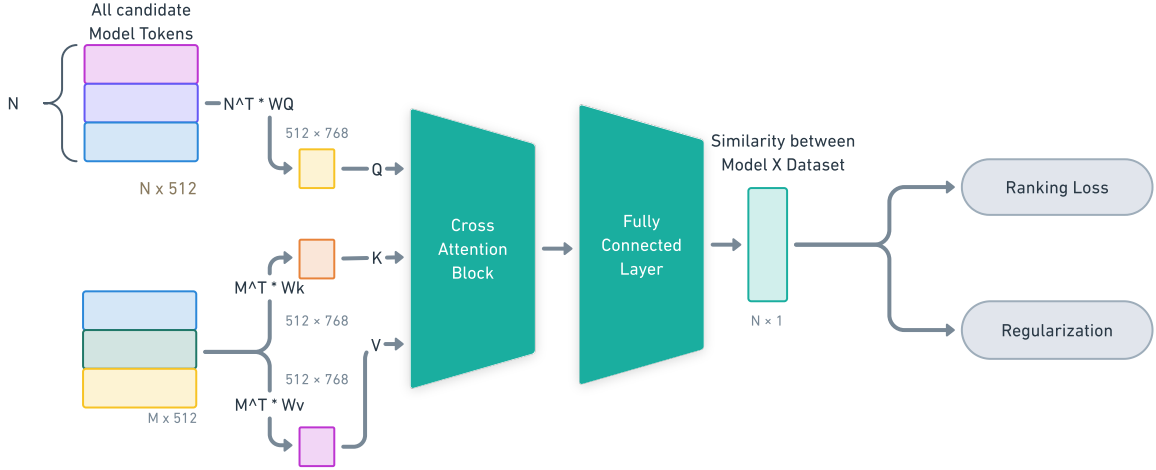 All candidate
Model Tokens
N
N^T * WQ
512 × 768
N x 512
Q
K
M^T * Wk
512 × 768
V
512 × 768
M^T * Wv
M x 512
Cross
Attention
Block
Fully
Connected
Layer
Similarity between
Model X Dataset
N × 1
Ranking Loss
Regularization